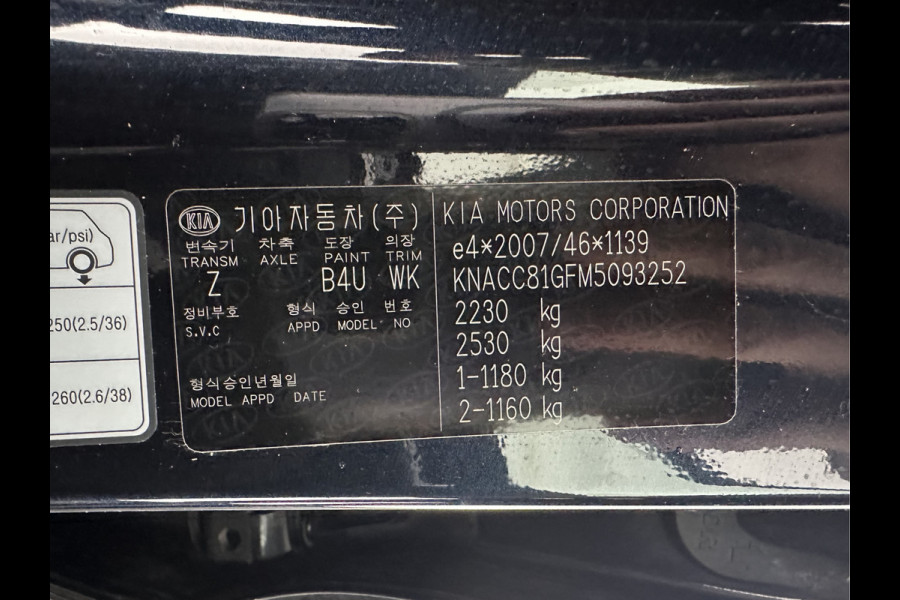 ar/psi)
250(2.5/36)
260(2.6/38)
KIA 기아자동차(주)
변속기 차축 도장 의장
TRANSM AXLE PAINT TRIM
Z B4U WK
정비부호 형식 승인 번호
S.V.C APPD MODEL NO
형식승인년월일
MODEL APPD DATE
KIA MOTORS CORPORATION
e4*2007/46*1139
KNACC81GFM5093252
2230 kg
2530 kg
1-1180 kg
2-1160 kg